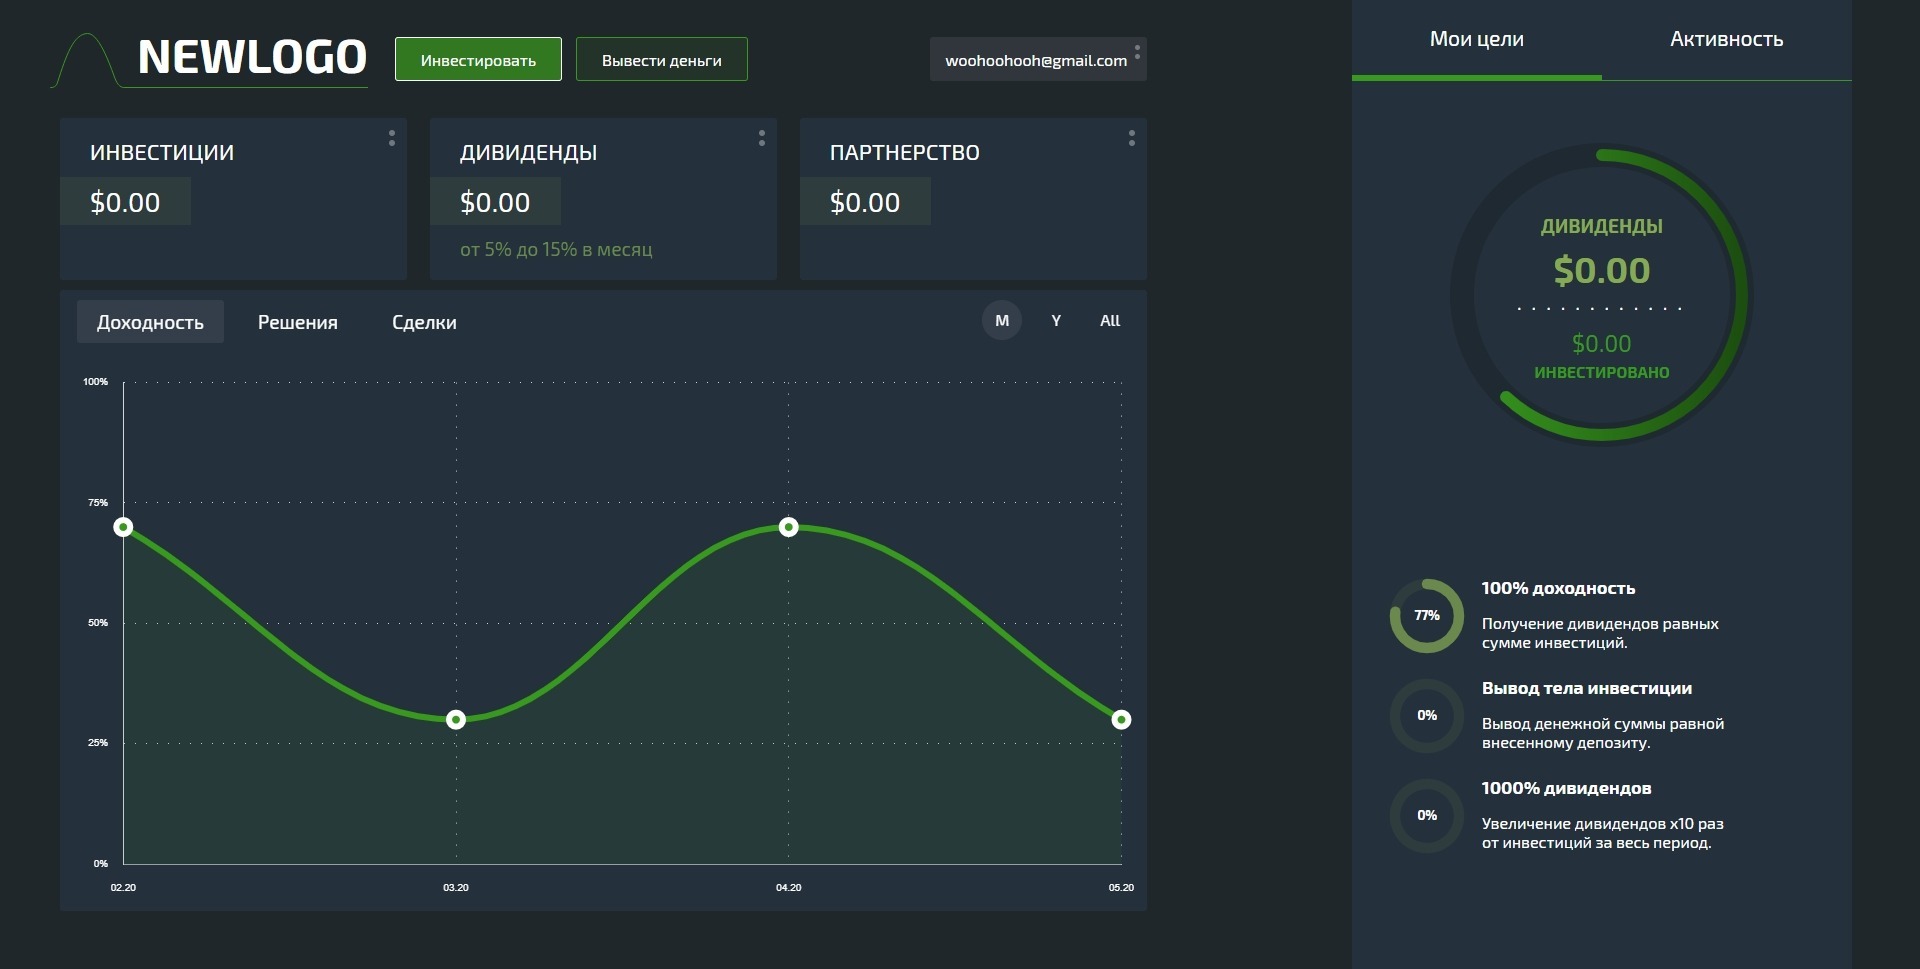 NEWLOGO
Инвестировать
Вывести деньги
woohoohooh@gmail.com
Мои цели
Активность
ИНВЕСТИЦИИ
$0.00
ДИВИДЕНДЫ
$0.00
от 5% до 15% в месяц
ПАРТНЕРСТВО
$0.00
Доходность
Решения
Сделки
M
Y
All
100%
75%
50%
25%
0%
02.20
03.20
04.20
05.20
ДИВИДЕНДЫ
$0.00
$0.00
ИНВЕСТИРОВАНО
77%
100% доходность
Получение дивидендов равных
сумме инвестиций.
0%
Вывод тела инвестиции
Вывод денежной суммы равной
внесенному депозиту.
0%
1000% дивидендов
Увеличение дивидендов x10 раз
от инвестиций за весь период.